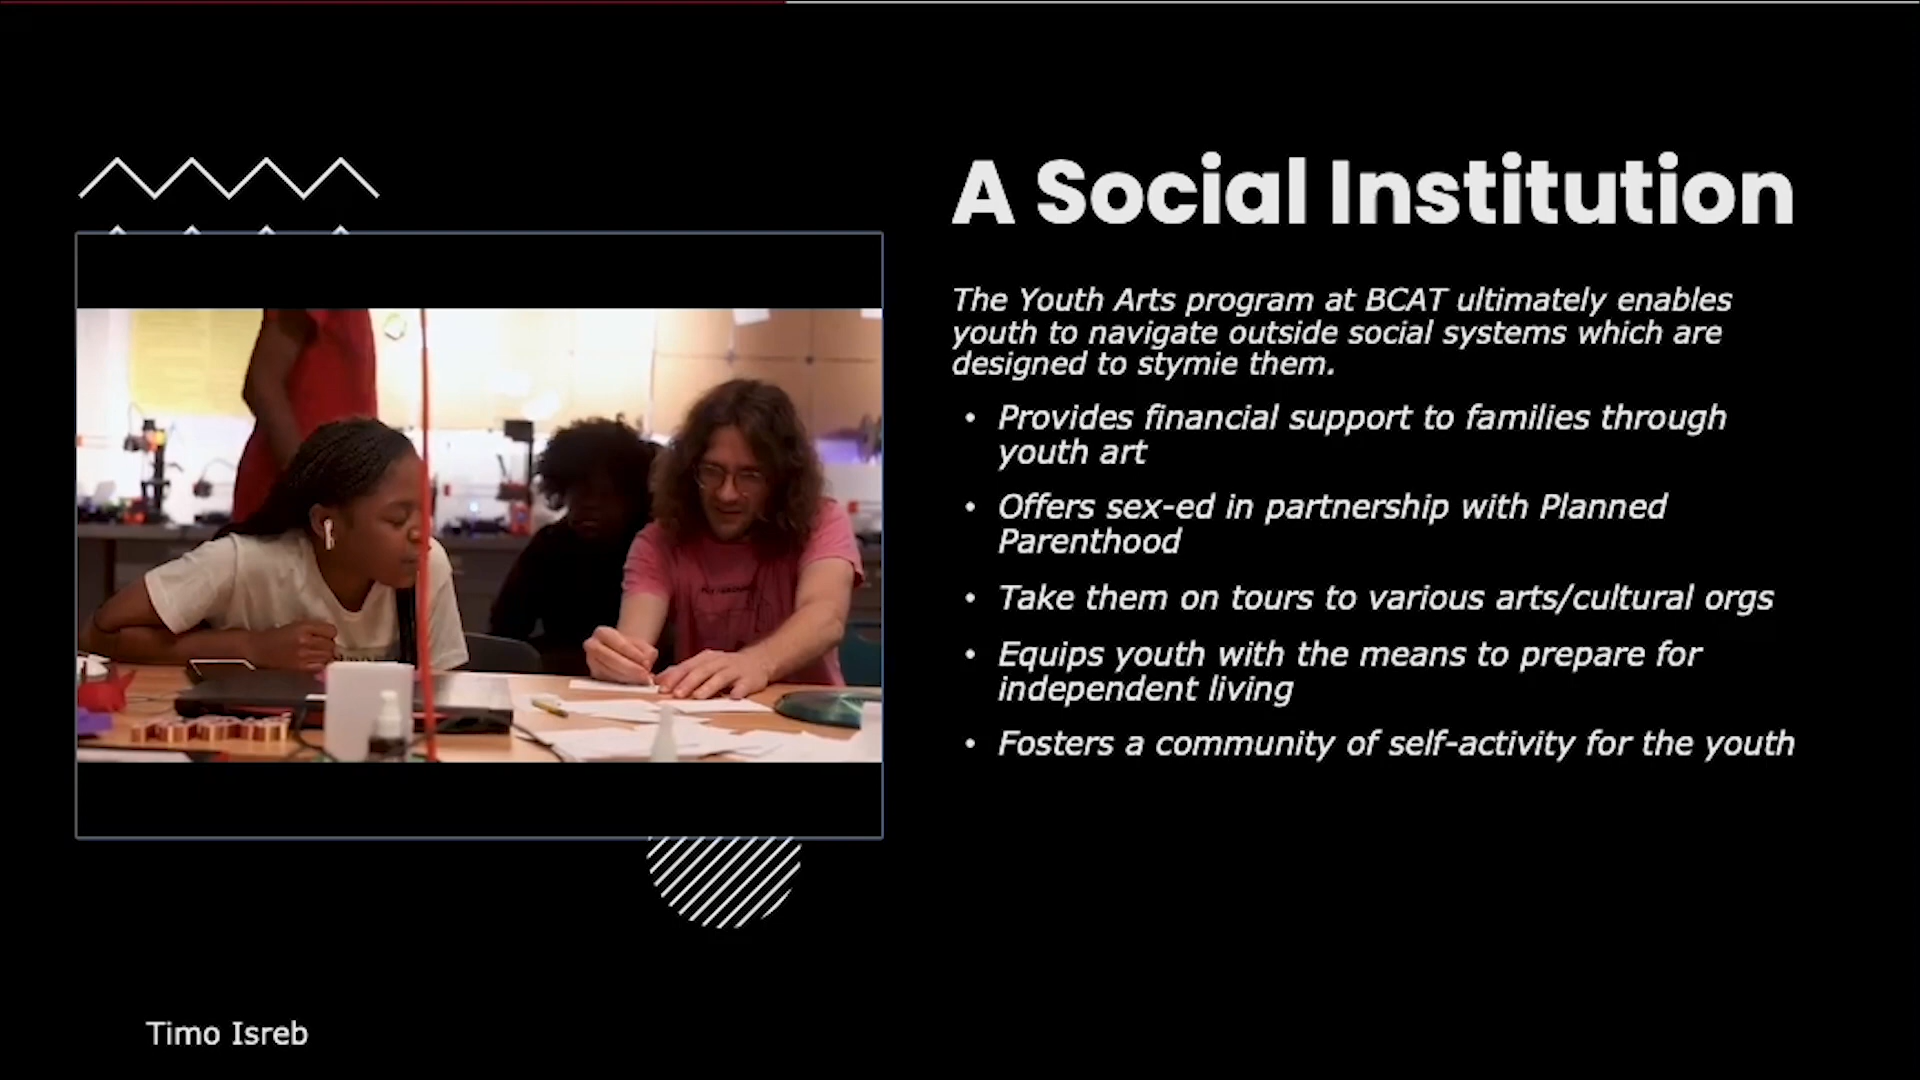 A Social Institution
The Youth Arts program at BCAT ultimately enables
youth to navigate outside social systems which are
designed to stymie them.
• Provides financial support to families through
youth art
• Offers sex-ed in partnership with Planned
Parenthood
• Take them on tours to various arts/cultural orgs
• Equips youth with the means to prepare for
independent living
• Fosters a community of self-activity for the youth
Timo Isreb